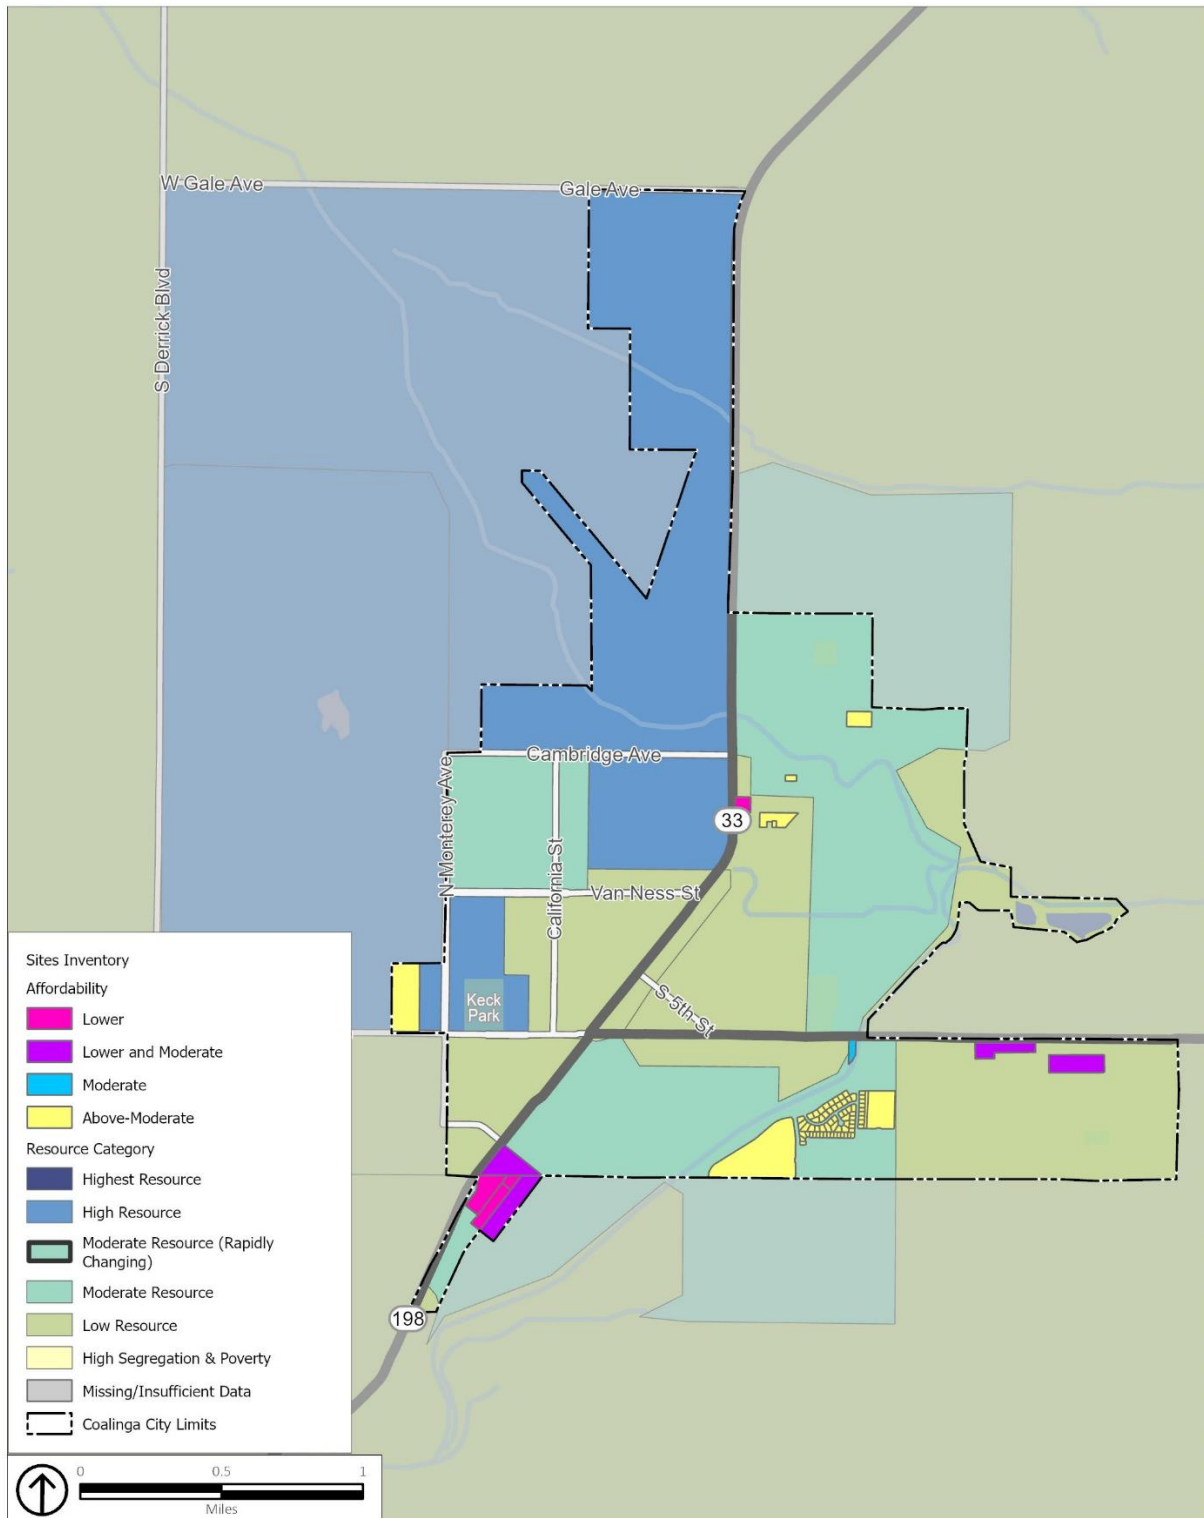 W Gale Ave
Gale Ave
S Derrick Blvd
Cambridge Ave
N Monterey Ave
California St
33
Van Ness St
S 5th St
Keck
Park
198
Sites Inventory
Affordability
Lower
Lower and Moderate
Moderate
Above-Moderate
Resource Category
Highest Resource
High Resource
Moderate Resource (Rapidly
Changing)
Moderate Resource
Low Resource
High Segregation & Poverty
Missing/Insufficient Data
Coalinga City Limits
0 0.5 1
Miles